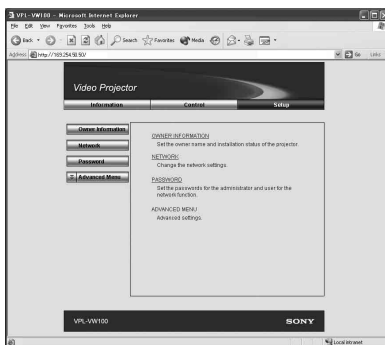 VPL-VW100 - Microsoft Internet Explorer
File Edit View Favorites Tools Help
Back Search Favorites Media
Address http://169.254.50.50/ Go Links
Video Projector
Information Control Setup
Owner Information
Network
Password
Advanced Menu
OWNER INFORMATION
Set the owner name and installation status of the projector.
NETWORK
Change the network settings.
PASSWORD
Set the passwords for the administrator and user for the
network function.
ADVANCED MENU
Advanced settings.
VPL-VW100 SONY
Local intranet